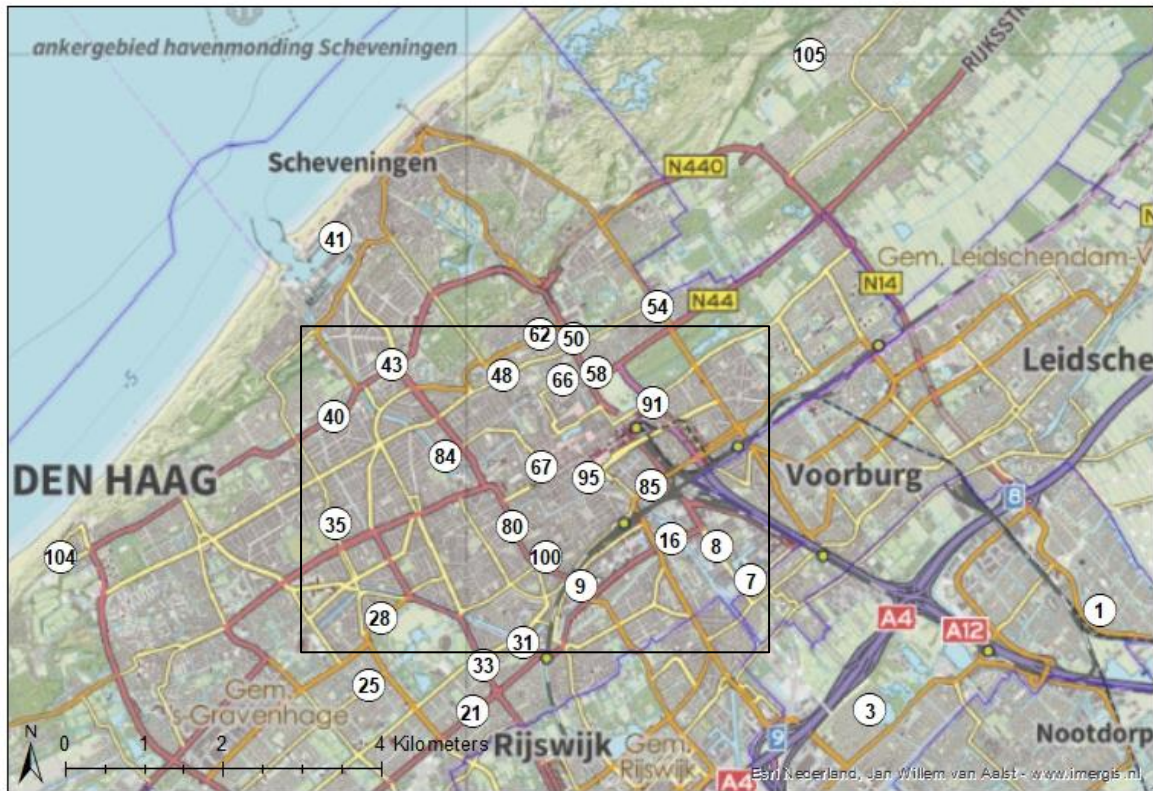 ankergebied havenmonding Scheveningen
105
RIJKSSTR
Scheveningen
N440
41
Gem. Leidschendam-V
N14
54
N44
62
50
43
48
66
58
Leidsche
91
40
DEN HAAG
84
67
95
85
Voorburg
8
35
80
16
8
104
100
9
7
28
A4
A12
1
31
33
25
Gem.
s-Gravenhage
21
3
N
0 1 2 4 Kilometers
Rijswijk
Gem.
Rijswijk
9
Nootdorp
A4
Esri Nederland, Jan Willem van Aalst - www.imergis.nl